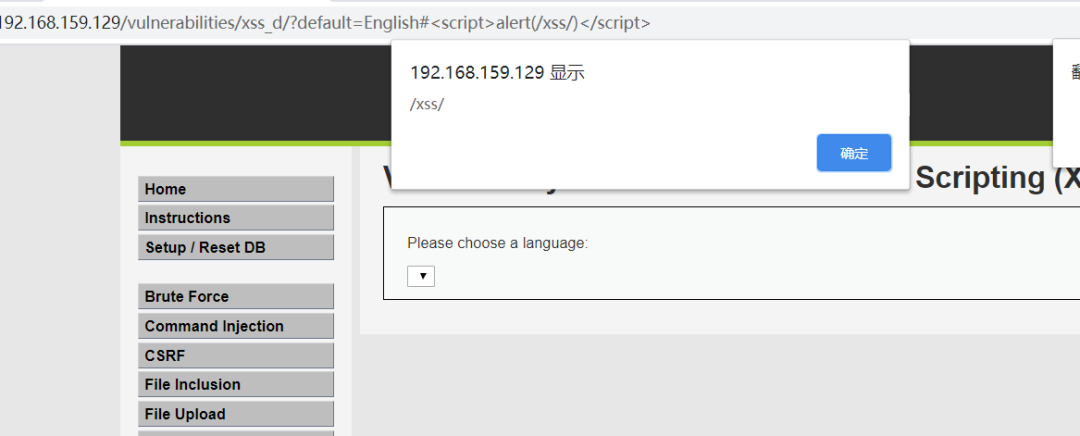 192.168.159.129/vulnerabilities/xss_d/?default=English#<script>alert(/xss/)</script>
192.168.159.129 显示
/xss/
确定
Scripting (X
Home
Instructions
Setup / Reset DB
Please choose a language:
Brute Force
Command Injection
CSRF
File Inclusion
File Upload